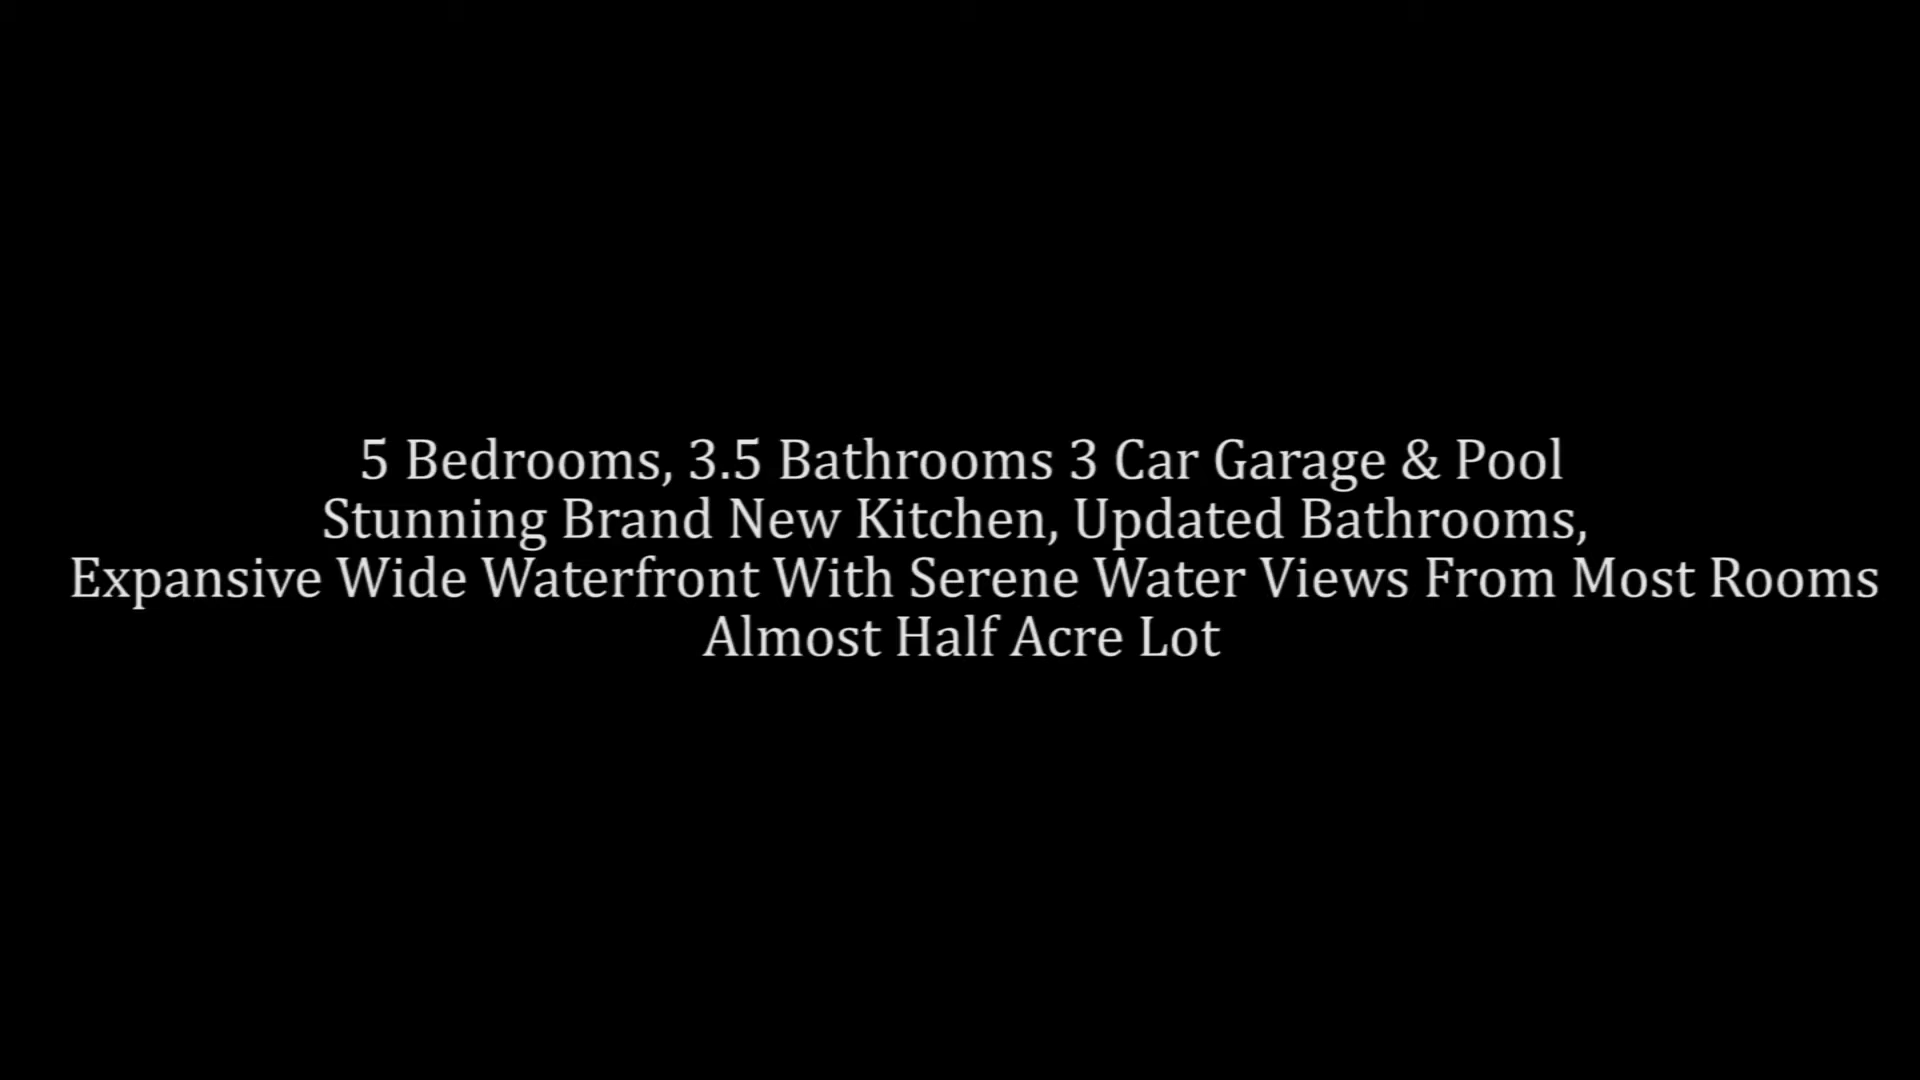 5 Bedrooms, 3.5 Bathrooms 3 Car Garage & Pool
Stunning Brand New Kitchen, Updated Bathrooms,
Expansive Wide Waterfront With Serene Water Views From Most Rooms
Almost Half Acre Lot